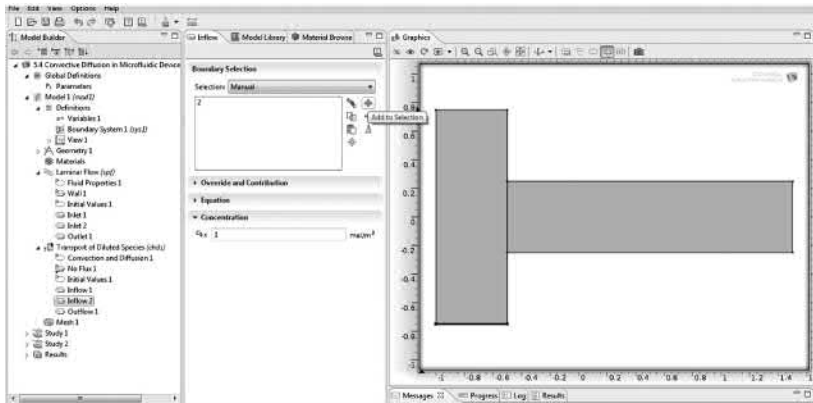 File Edit View Options Help
Model Builder
5.4 Convective Diffusion in Microfluidic Device
Global Definitions
Parameters
Model 1 (mod1)
Definitions
Variables 1
Boundary System 1 (sys1)
View 1
Geometry 1
Materials
Laminar Flow (spf)
Fluid Properties 1
Wall 1
Initial Values 1
Inlet 1
Inlet 2
Outlet 1
Transport of Diluted Species (chds)
Convection and Diffusion 1
No Flux 1
Initial Values 1
Inflow 1
Inflow 2
Outflow 1
Mesh 1
Study 1
Study 2
Results
Inflow Model Library Material Browse
Boundary Selection
Selection: Manual
2
Add to Selection
Override and Contribution
Equation
Concentration
1 mol/m³
Graphics
1
0.8
0.6
0.4
0.2
0
-0.2
-0.4
-0.6
-0.8
-1
-1 -0.8 -0.6 -0.4 -0.2 0 0.2 0.4 0.6 0.8 1 1.2 1.4
Messages Progress Log Results